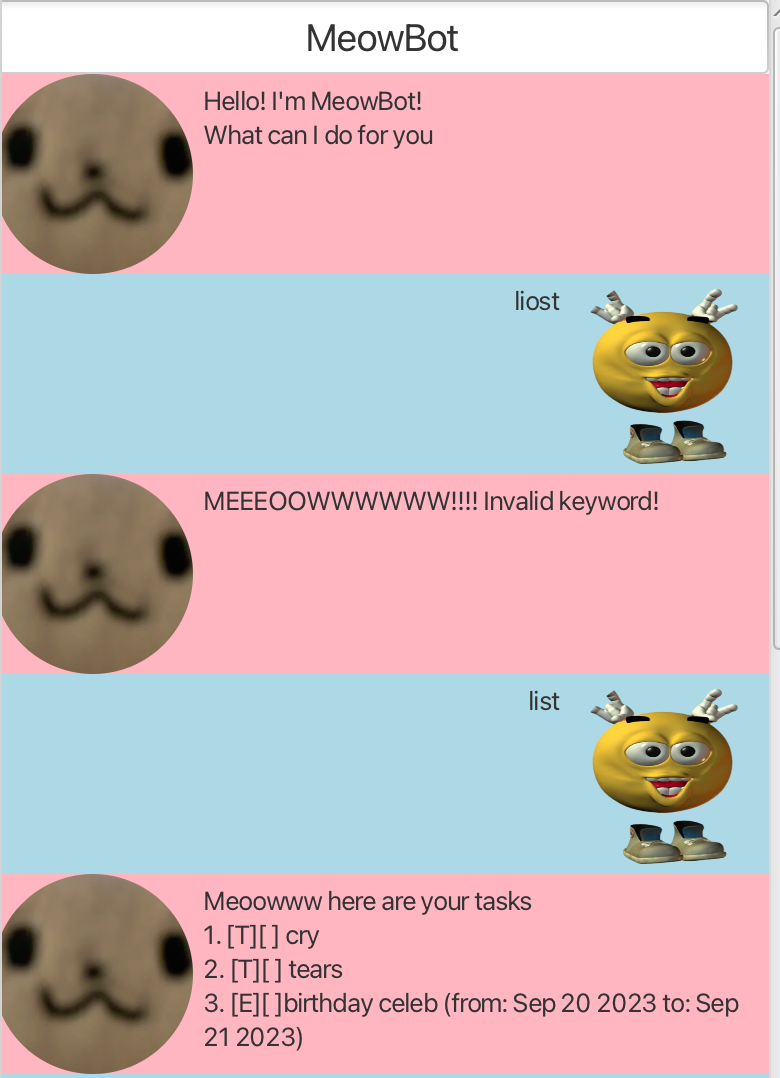 MeowBot
Hello! I'm MeowBot!
What can I do for you
liost
MEEEOOWWWWWW!!!! Invalid keyword!
list
Meoowww here are your tasks
1. [T][ ] cry
2. [T][ ] tears
3. [E][ ]birthday celeb (from: Sep 20 2023 to: Sep
21 2023)